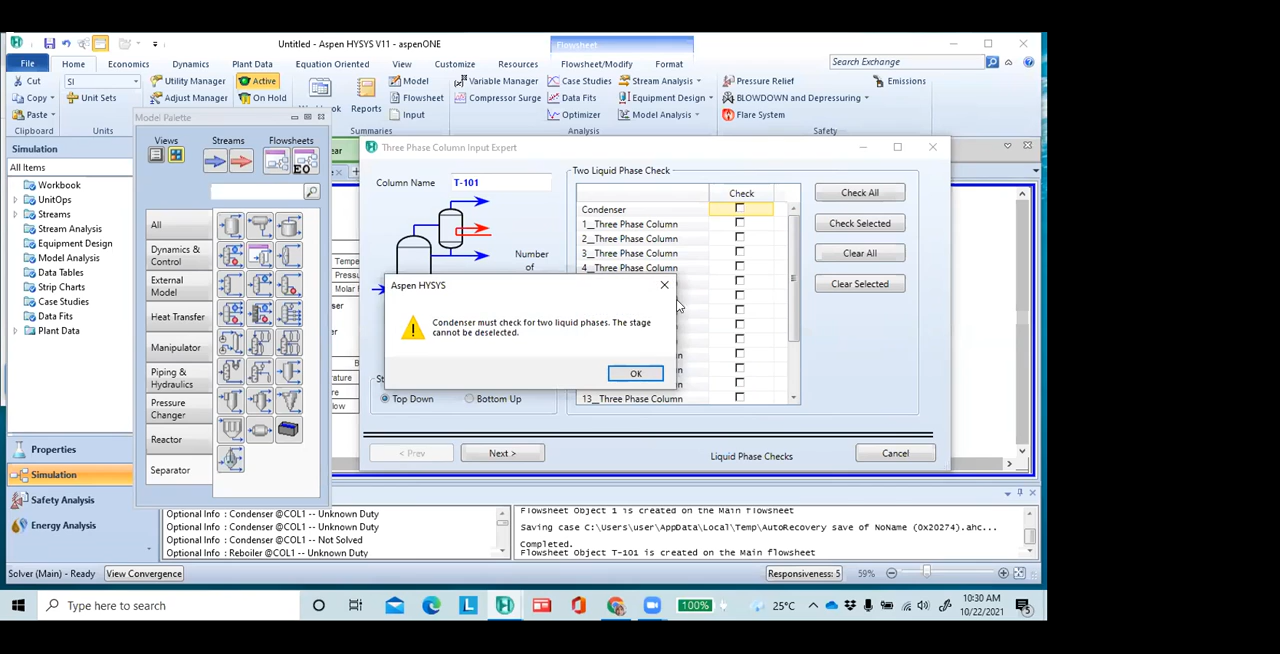 Untitled - Aspen HYSYS V11 - aspenONE
Flowsheet
File Home Economics Dynamics Plant Data Equation Oriented View Customize Resources Flowsheet/Modify Format
Search Exchange
Cut SI Utility Manager Active Model Variable Manager Case Studies Stream Analysis Pressure Relief Emissions
Copy Unit Sets Adjust Manager On Hold Reports Flowsheet Compressor Surge Data Fits Equipment Design BLOWDOWN and Depressuring
Paste Input Optimizer Model Analysis Flare System
Clipboard Units Summaries Analysis Safety
Simulation
All Items
Workbook
UnitOps
Streams
Stream Analysis
Equipment Design
Model Analysis
Data Tables
Strip Charts
Case Studies
Data Fits
Plant Data
Properties
Simulation
Safety Analysis
Energy Analysis
Model Palette
Views Streams Flowsheets
EO
All
Dynamics & Control
External Model
Heat Transfer
Manipulator
Piping & Hydraulics
Pressure Changer
Reactor
Separator
Three Phase Column Input Expert
Column Name T-101
Number
of
Top Down Bottom Up
Two Liquid Phase Check
Check
Condenser
1__Three Phase Column
2__Three Phase Column
3__Three Phase Column
4__Three Phase Column
13__Three Phase Column
Check All
Check Selected
Clear All
Clear Selected
< Prev Next > Liquid Phase Checks Cancel
Aspen HYSYS
Condenser must check for two liquid phases. The stage
cannot be deselected.
OK
Optional Info : Condenser @COL1 -- Unknown Duty
Optional Info : Condenser @COL1 -- Unknown Duty
Optional Info : Condenser @COL1 -- Not Solved
Optional Info : Reboiler @COL1 -- Unknown Duty
Flowsheet Object 1 is created on the Main flowsheet
Saving case C:\Users\user\AppData\Local\Temp\AutoRecovery save of NoName (0x20274).ahc...
Completed.
Flowsheet Object T-101 is created on the Main flowsheet
Solver (Main) - Ready View Convergence Responsiveness: 5 59%
Type here to search
100% 25°C 10:30 AM
10/22/2021